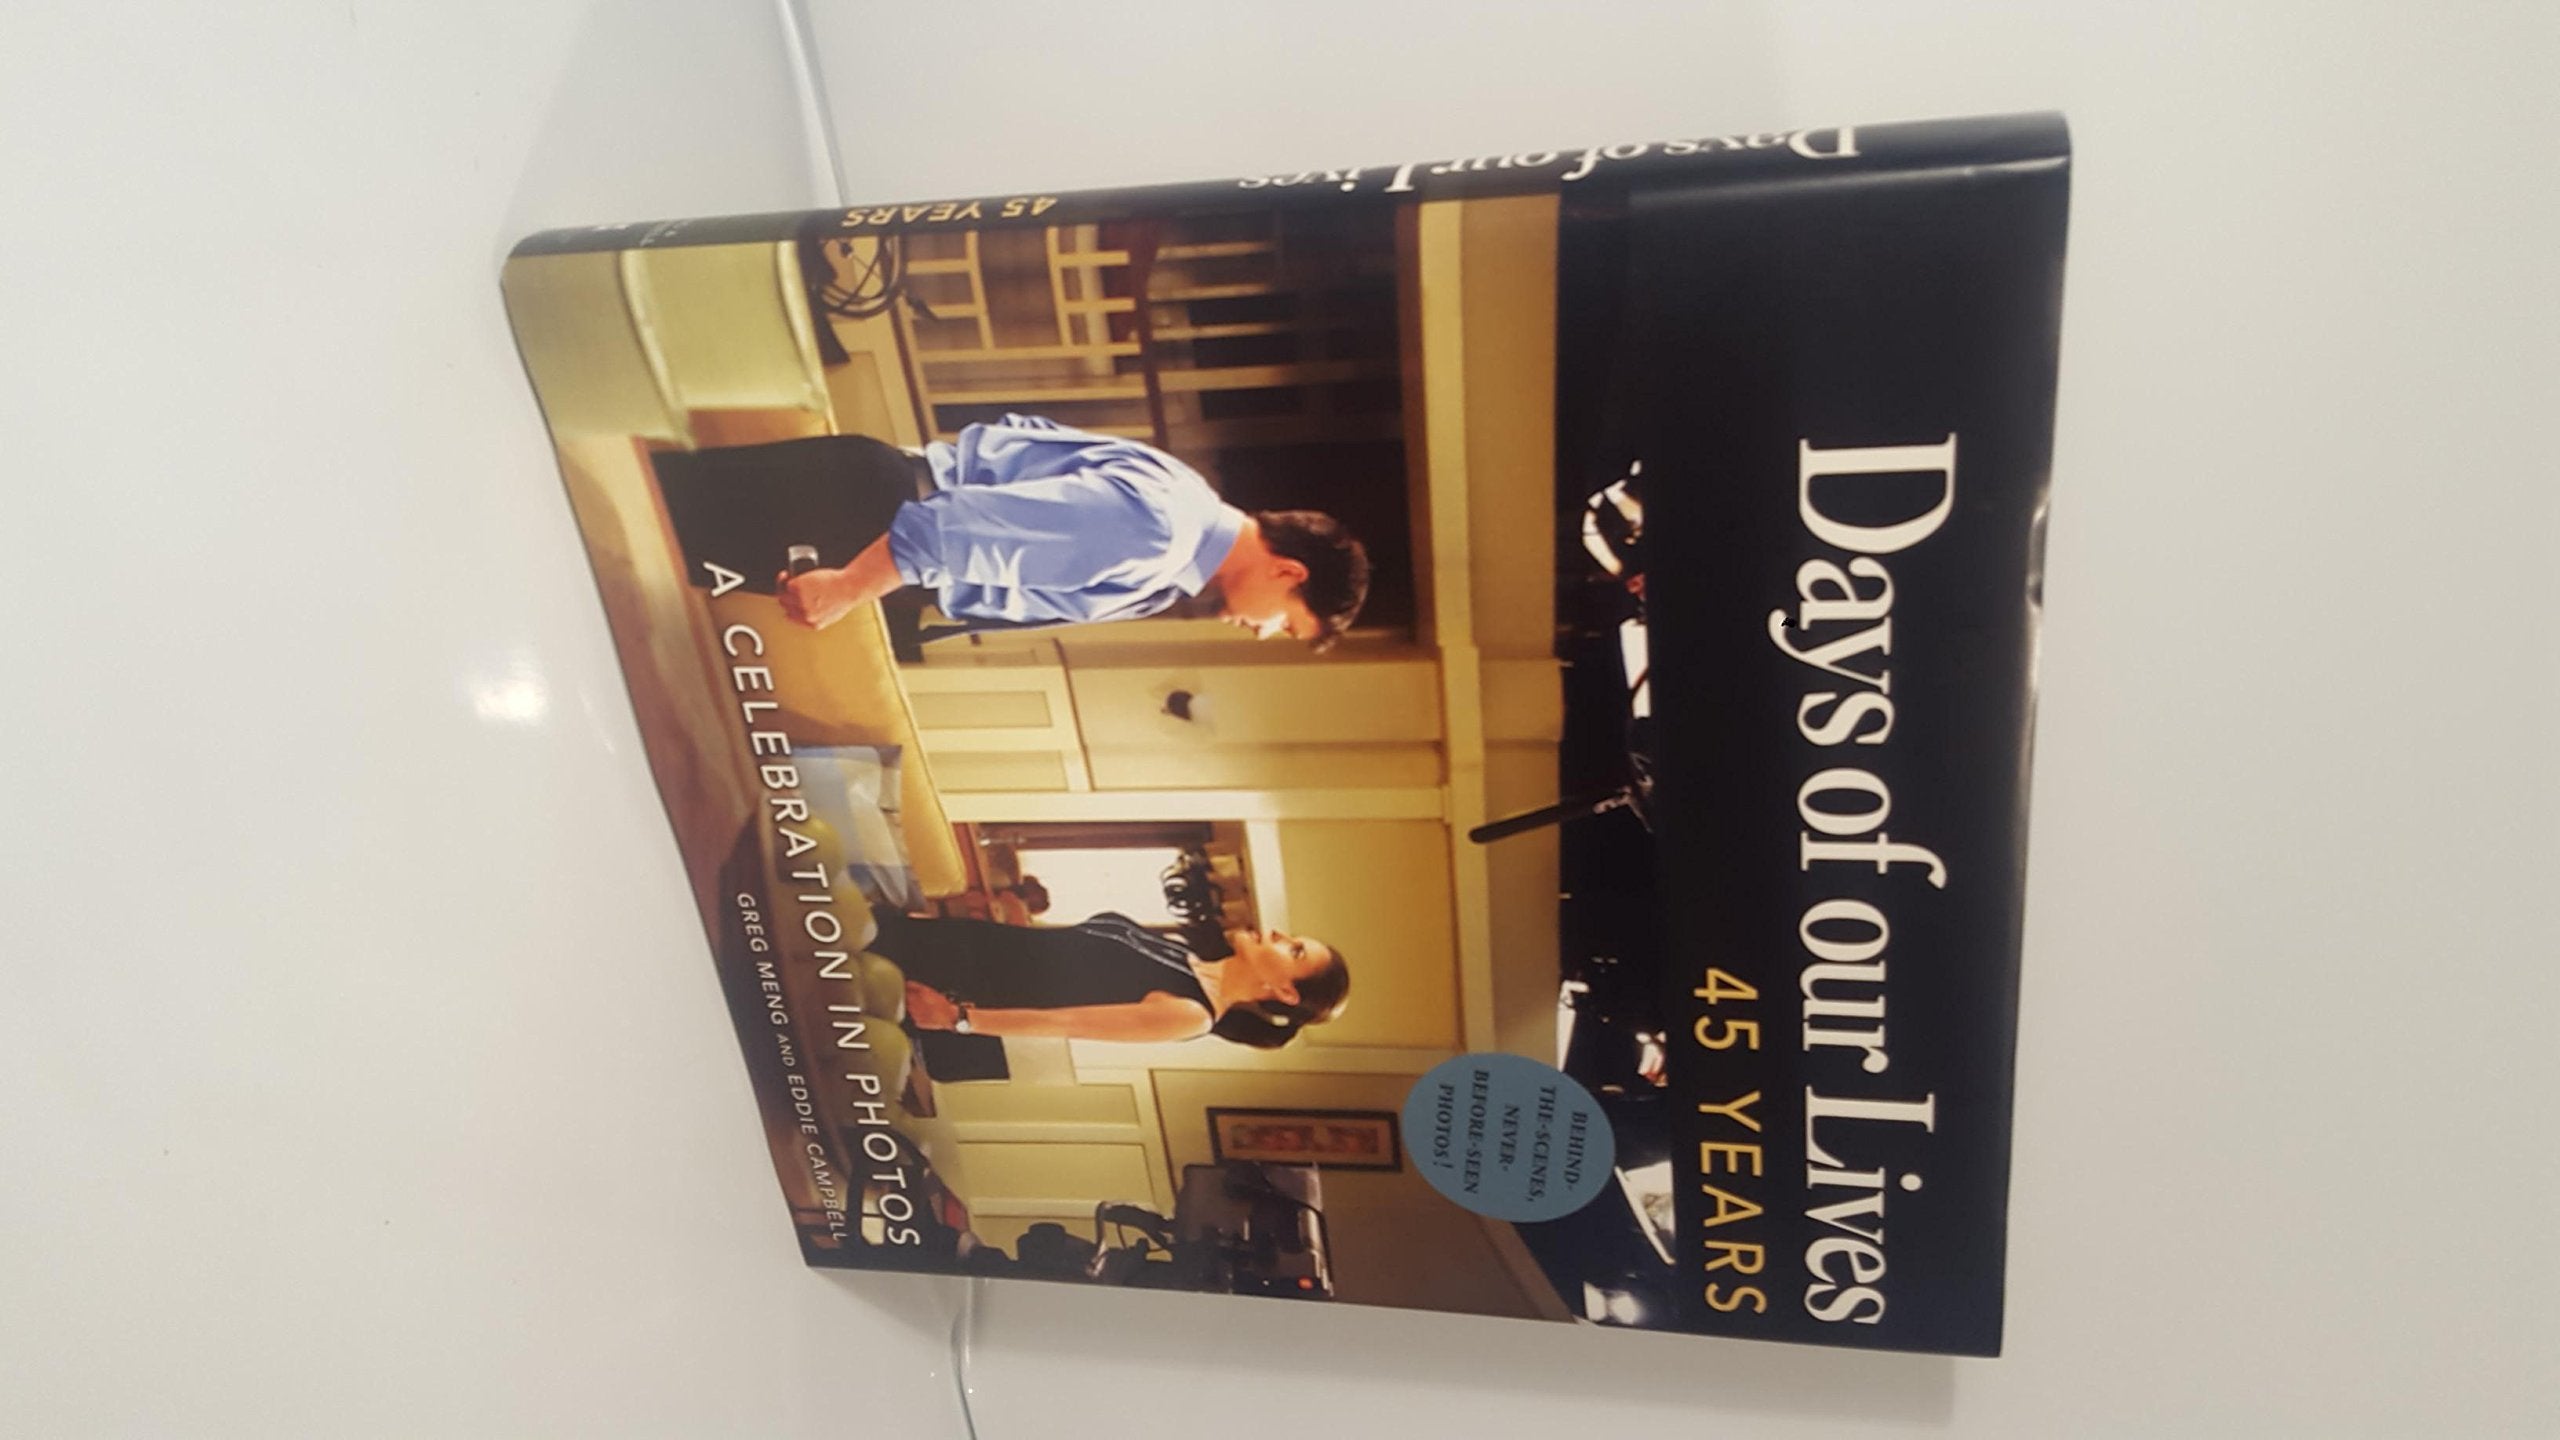 Days of our Lives
45 YEARS
BEHIND-
THE-SCENES,
NEVER-
BEFORE-SEEN
PHOTOS!
A CELEBRATION IN PHOTOS
GREG MENG AND EDDIE CAMPBELL
Days of our Lives
45 YEARS